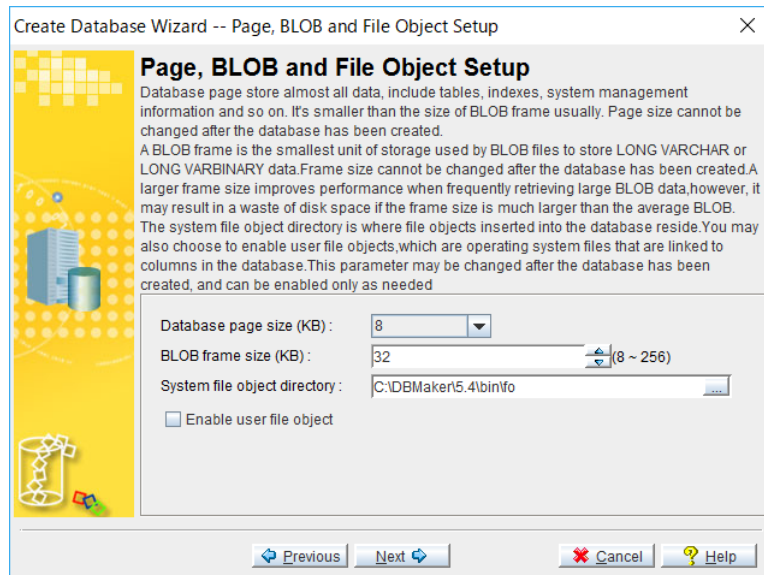 Create Database Wizard -- Page, BLOB and File Object Setup
Page, BLOB and File Object Setup
Database page store almost all data, include tables, indexes, system management
information and so on. It's smaller than the size of BLOB frame usually. Page size cannot be
changed after the database has been created.
A BLOB frame is the smallest unit of storage used by BLOB files to store LONG VARCHAR or
LONG VARBINARY data.Frame size cannot be changed after the database has been created.A
larger frame size improves performance when frequently retrieving large BLOB data,however, it
may result in a waste of disk space if the frame size is much larger than the average BLOB.
The system file object directory is where file objects inserted into the database reside.You may
also choose to enable user file objects,which are operating system files that are linked to
columns in the database.This parameter may be changed after the database has been
created, and can be enabled only as needed
Database page size (KB) : 8
BLOB frame size (KB) : 32 (8 ~ 256)
System file object directory : C:\DBMaker\5.4\bin\fo ...
Enable user file object
Previous Next Cancel Help